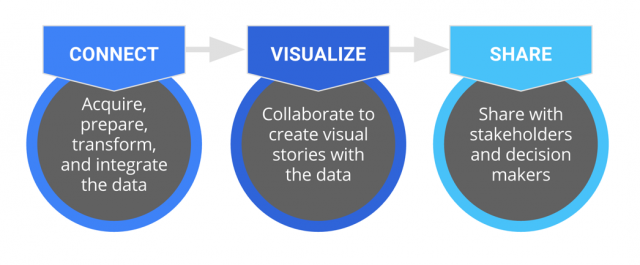 CONNECT
Acquire,
prepare,
transform,
and integrate
the data
VISUALIZE
Collaborate to
create visual
stories with
the data
SHARE
Share with
stakeholders
and decision
makers